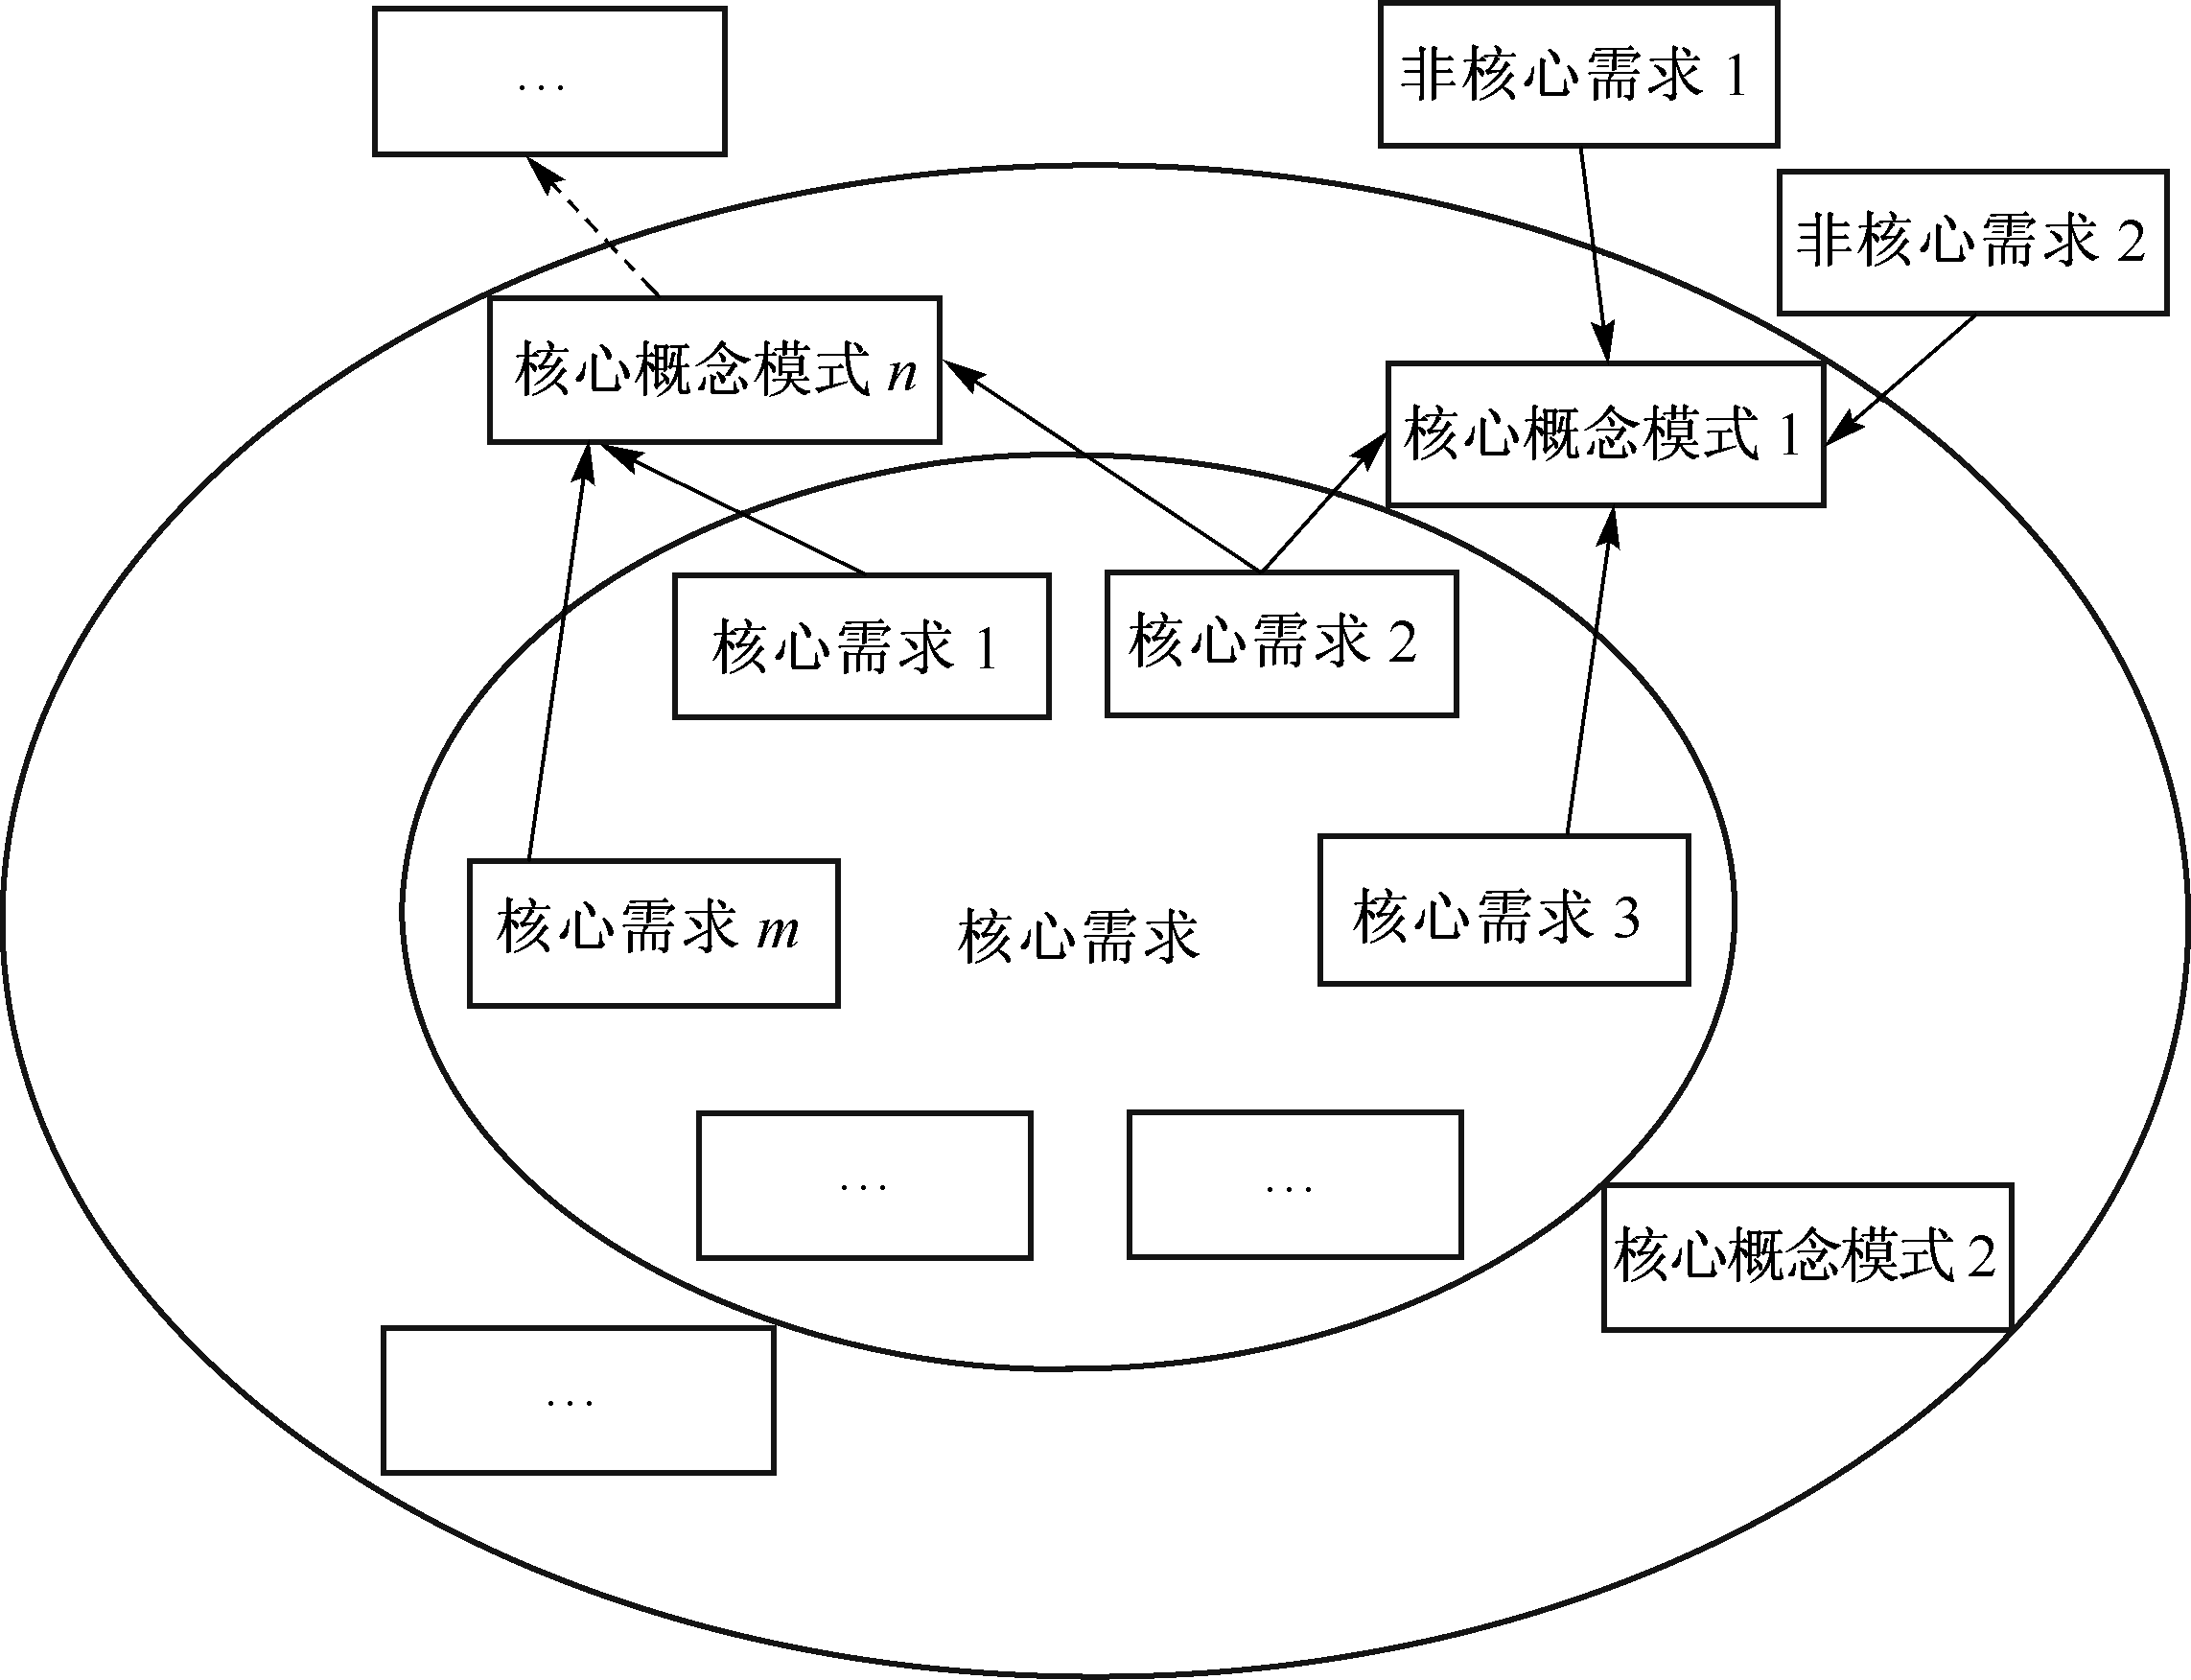 …
非核心需求 1
非核心需求 2
核心概念模式 n
核心概念模式 1
核心需求 1
核心需求 2
核心需求 m
核心需求
核心需求 3
…
…
核心概念模式 2
…